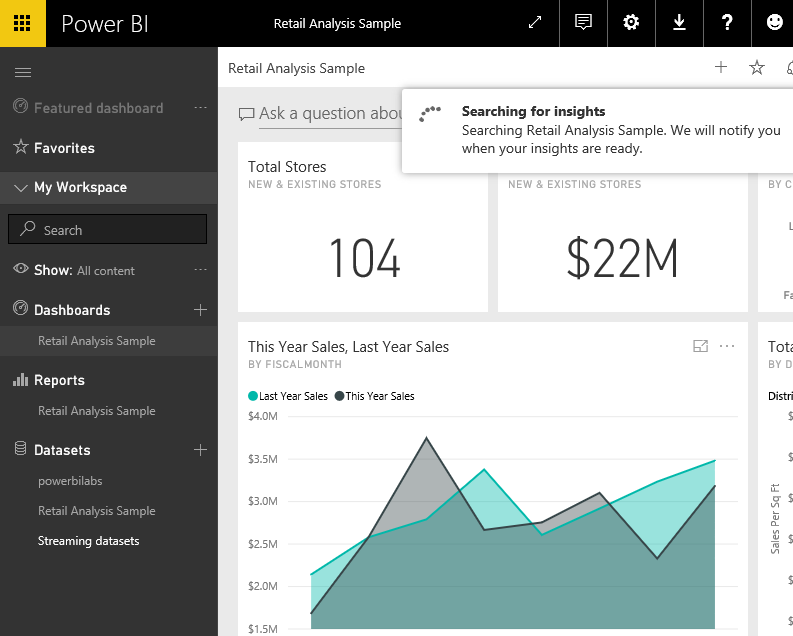 Power BI
Retail Analysis Sample
Featured dashboard
Favorites
My Workspace
Search
Show: All content
Dashboards
Retail Analysis Sample
Reports
Retail Analysis Sample
Datasets
powerbilabs
Retail Analysis Sample
Streaming datasets
Retail Analysis Sample
Ask a question abou
Searching for insights
Searching Retail Analysis Sample. We will notify you
when your insights are ready.
Total Stores
NEW & EXISTING STORES
104
NEW & EXISTING STORES
$22M
BY C
L
Fa
This Year Sales, Last Year Sales
BY FISCALMONTH
Last Year Sales This Year Sales
$4.0M
$3.5M
$3.0M
$2.5M
$2.0M
$1.5M
Tota
BY D
Distri
Sales Per Sq Ft
$
$
$
$
$
$